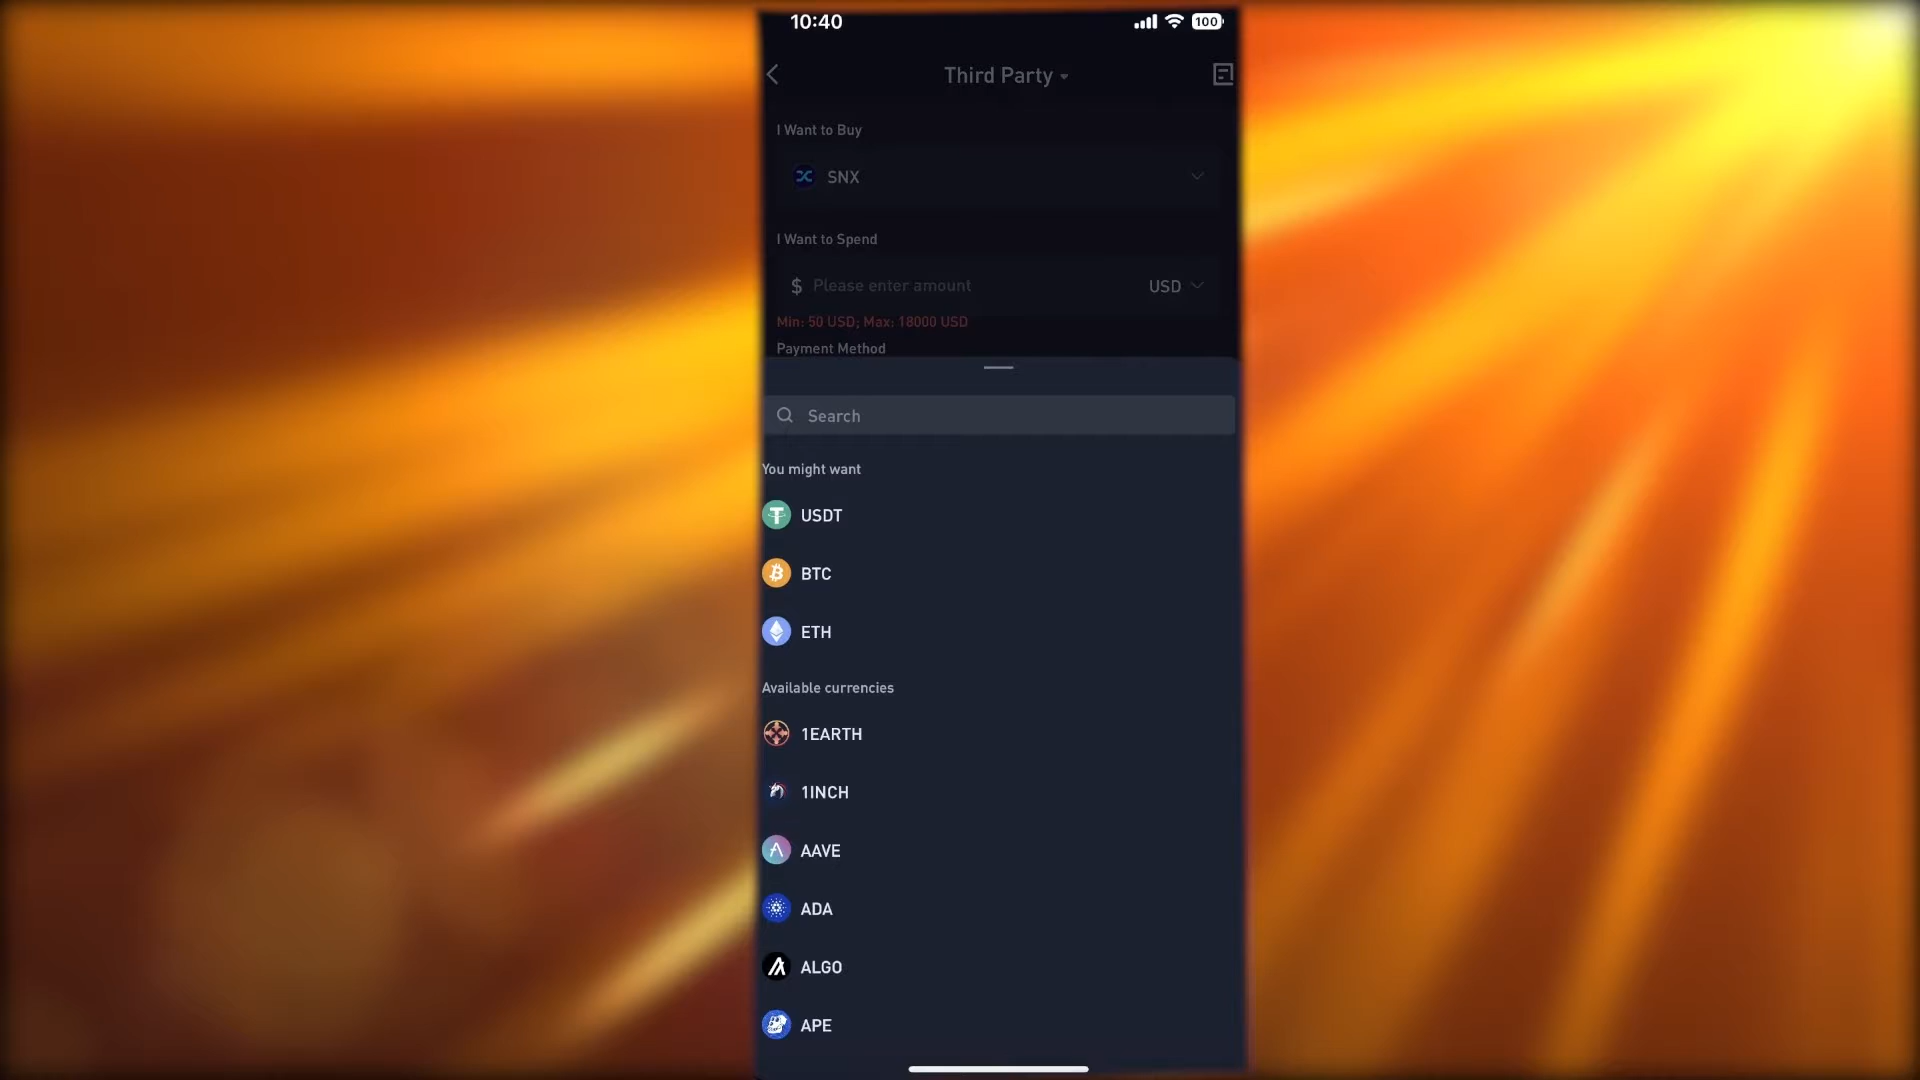 10:40
100
Third Party
I Want to Buy
SNX
I Want to Spend
$ Please enter amount USD
Min: 50 USD; Max: 18000 USD
Payment Method
Search
You might want
USDT
BTC
ETH
Available currencies
1EARTH
1INCH
AAVE
ADA
ALGO
APE